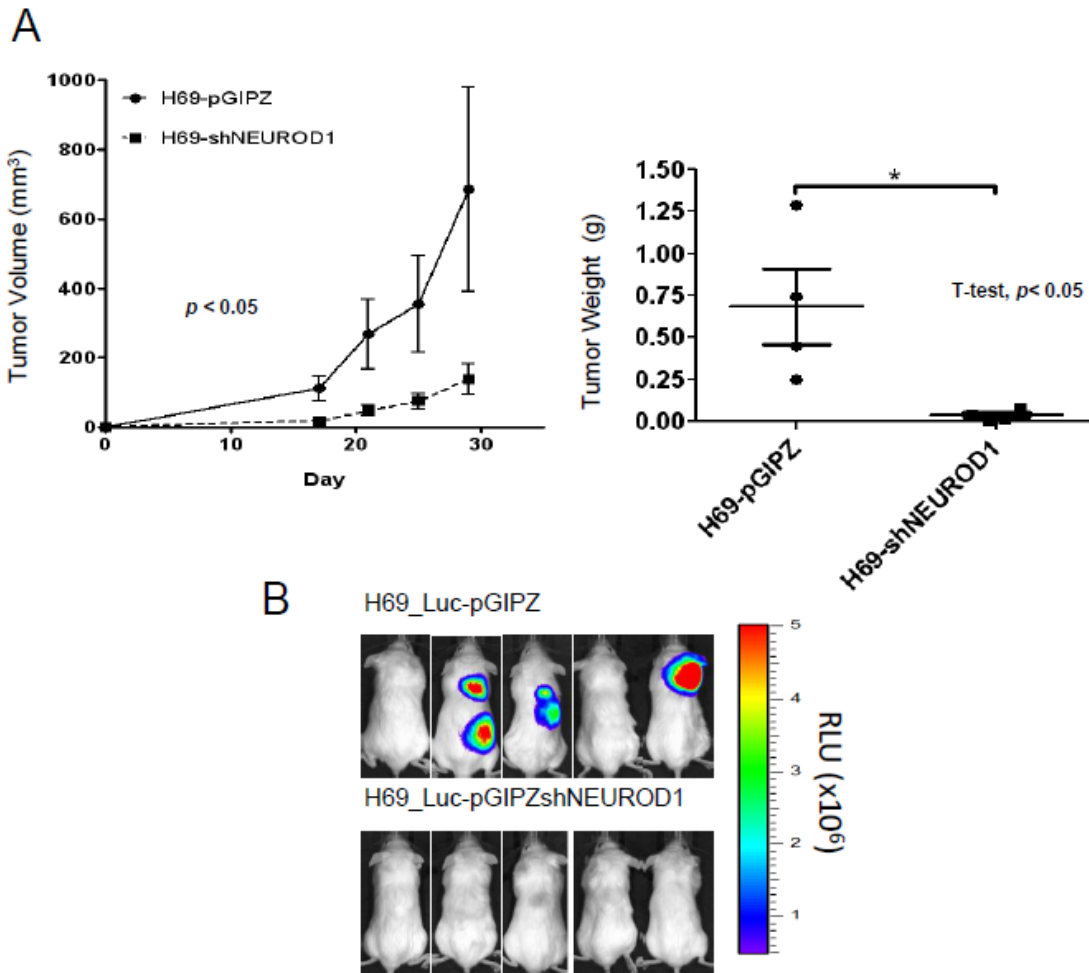 A
1000
800
600
400
200
0
0
10
20
30
Tumor Volume (mm³)
Day
H69-pGIPZ
H69-shNEUROD1
p < 0.05
1.50
1.25
1.00
0.75
0.50
0.25
0.00
Tumor Weight (g)
*
T-test, p< 0.05
H69-pGIPZ
H69-shNEUROD1
B
H69_Luc-pGIPZ
H69_Luc-pGIPZshNEUROD1
5
4
3
2
1
RLU (x10⁶)